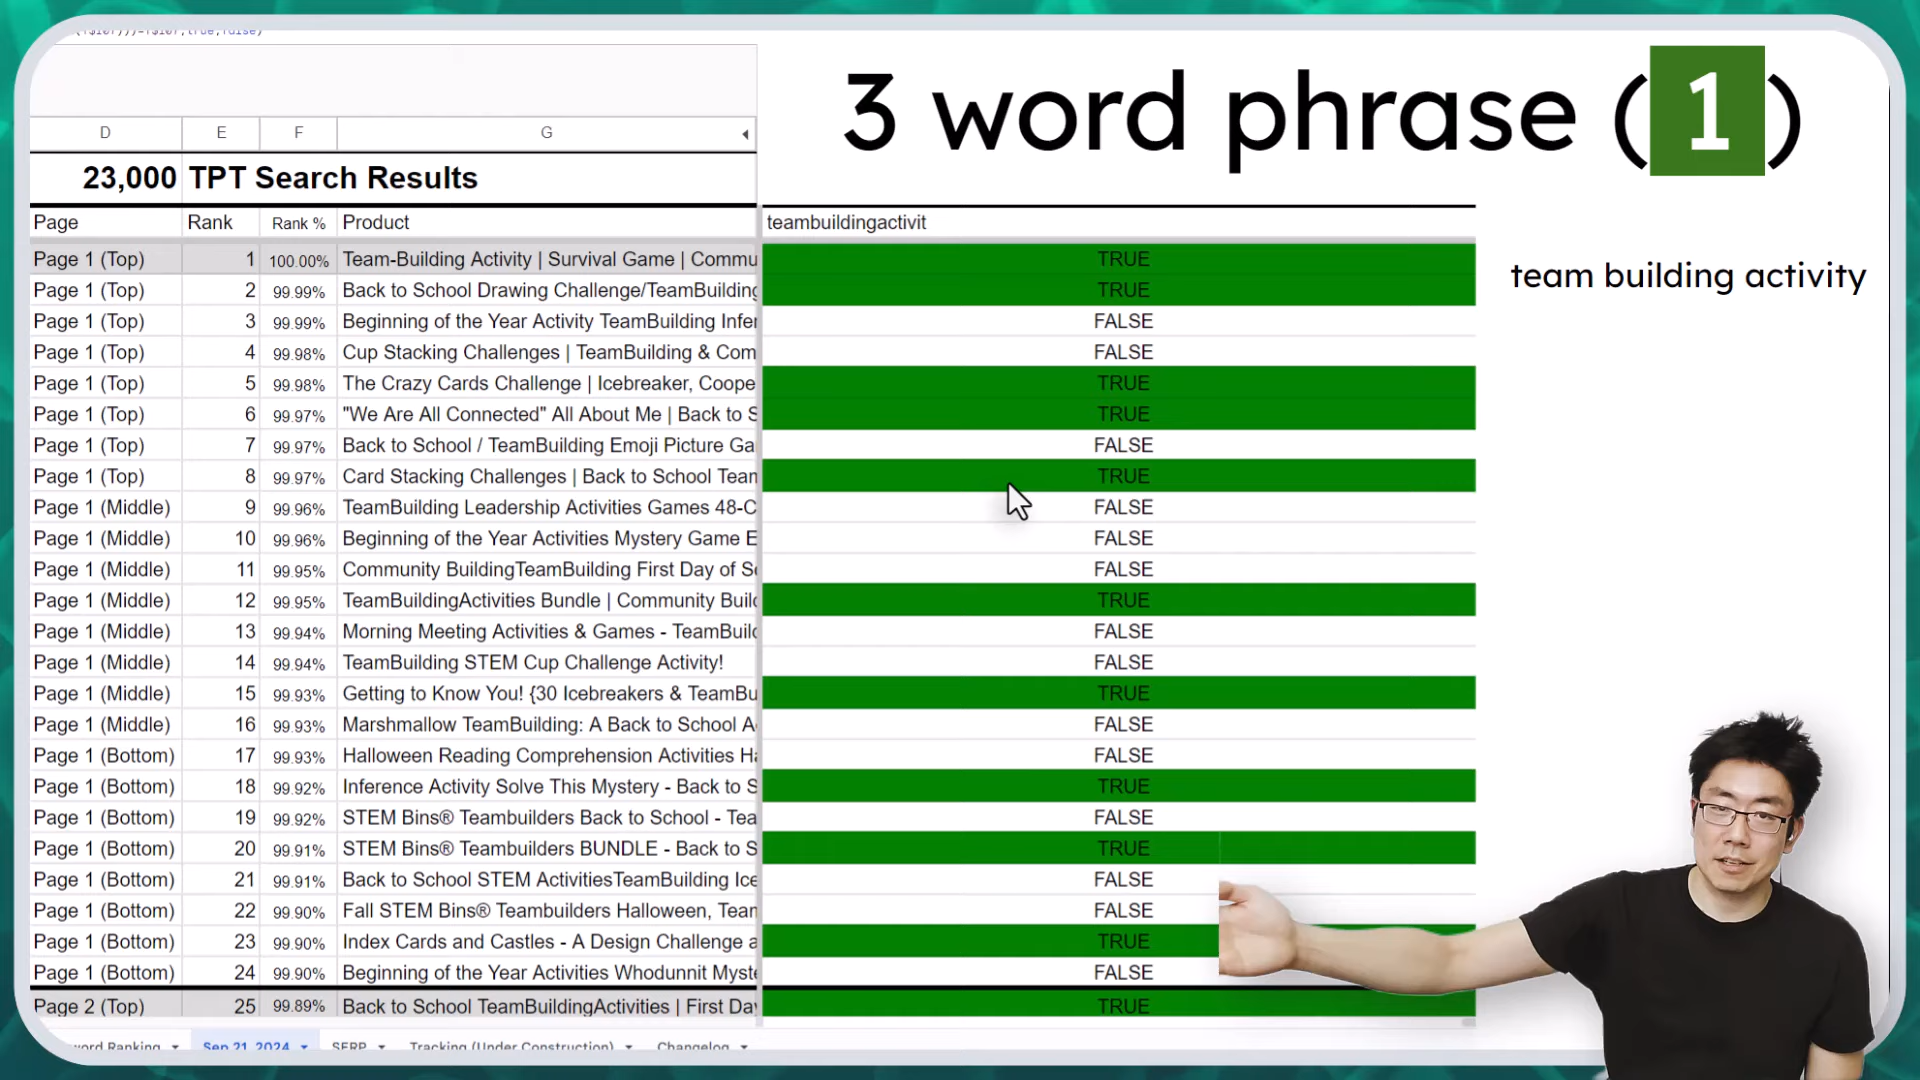 3 word phrase (1)
D E F G
23,000 TPT Search Results
Page Rank Rank % Product teambuildingactivit
team building activity
Page 1 (Top) 1 100.00% Team-Building Activity | Survival Game | Commu TRUE
Page 1 (Top) 2 99.99% Back to School Drawing Challenge/TeamBuilding TRUE
Page 1 (Top) 3 99.99% Beginning of the Year Activity TeamBuilding Infer FALSE
Page 1 (Top) 4 99.98% Cup Stacking Challenges | TeamBuilding & Com FALSE
Page 1 (Top) 5 99.98% The Crazy Cards Challenge | Icebreaker, Coope TRUE
Page 1 (Top) 6 99.97% "We Are All Connected" All About Me | Back to S TRUE
Page 1 (Top) 7 99.97% Back to School / TeamBuilding Emoji Picture Ga FALSE
Page 1 (Top) 8 99.97% Card Stacking Challenges | Back to School Team TRUE
Page 1 (Middle) 9 99.96% TeamBuilding Leadership Activities Games 48-C FALSE
Page 1 (Middle) 10 99.96% Beginning of the Year Activities Mystery Game E FALSE
Page 1 (Middle) 11 99.95% Community BuildingTeamBuilding First Day of Sc FALSE
Page 1 (Middle) 12 99.95% TeamBuildingActivities Bundle | Community Build TRUE
Page 1 (Middle) 13 99.94% Morning Meeting Activities & Games - TeamBuild FALSE
Page 1 (Middle) 14 99.94% TeamBuilding STEM Cup Challenge Activity! FALSE
Page 1 (Middle) 15 99.93% Getting to Know You! {30 Icebreakers & TeamBu TRUE
Page 1 (Middle) 16 99.93% Marshmallow TeamBuilding: A Back to School A FALSE
Page 1 (Bottom) 17 99.93% Halloween Reading Comprehension Activities Ha FALSE
Page 1 (Bottom) 18 99.92% Inference Activity Solve This Mystery - Back to S TRUE
Page 1 (Bottom) 19 99.92% STEM Bins® Teambuilders Back to School - Tea FALSE
Page 1 (Bottom) 20 99.91% STEM Bins® Teambuilders BUNDLE - Back to S TRUE
Page 1 (Bottom) 21 99.91% Back to School STEM ActivitiesTeamBuilding Ice FALSE
Page 1 (Bottom) 22 99.90% Fall STEM Bins® Teambuilders Halloween, Team FALSE
Page 1 (Bottom) 23 99.90% Index Cards and Castles - A Design Challenge a TRUE
Page 1 (Bottom) 24 99.90% Beginning of the Year Activities Whodunnit Myste FALSE
Page 2 (Top) 25 99.89% Back to School TeamBuildingActivities | First Day TRUE
word Ranking Sep 21, 2024 SERP Tracking (Under Construction) Changelog